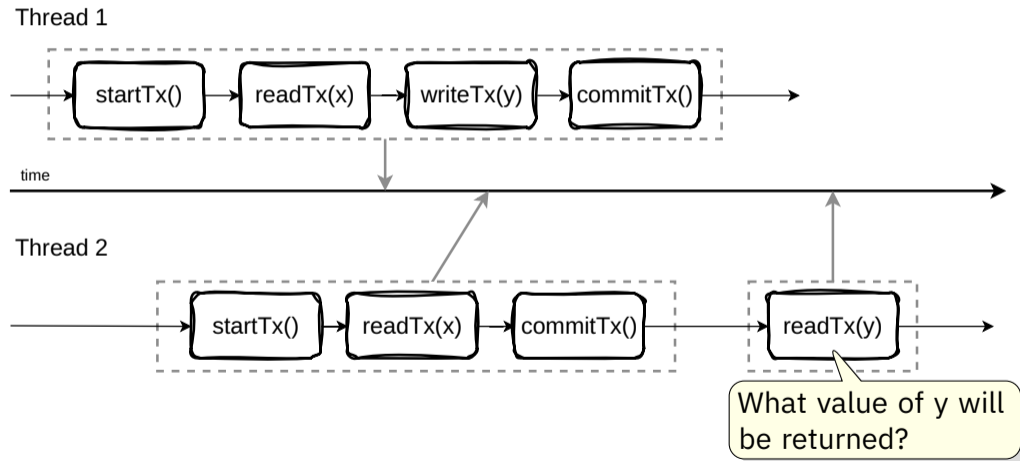 Thread 1
startTx()
readTx(x)
writeTx(y)
commitTx()
time
Thread 2
startTx()
readTx(x)
commitTx()
readTx(y)
What value of y will
be returned?